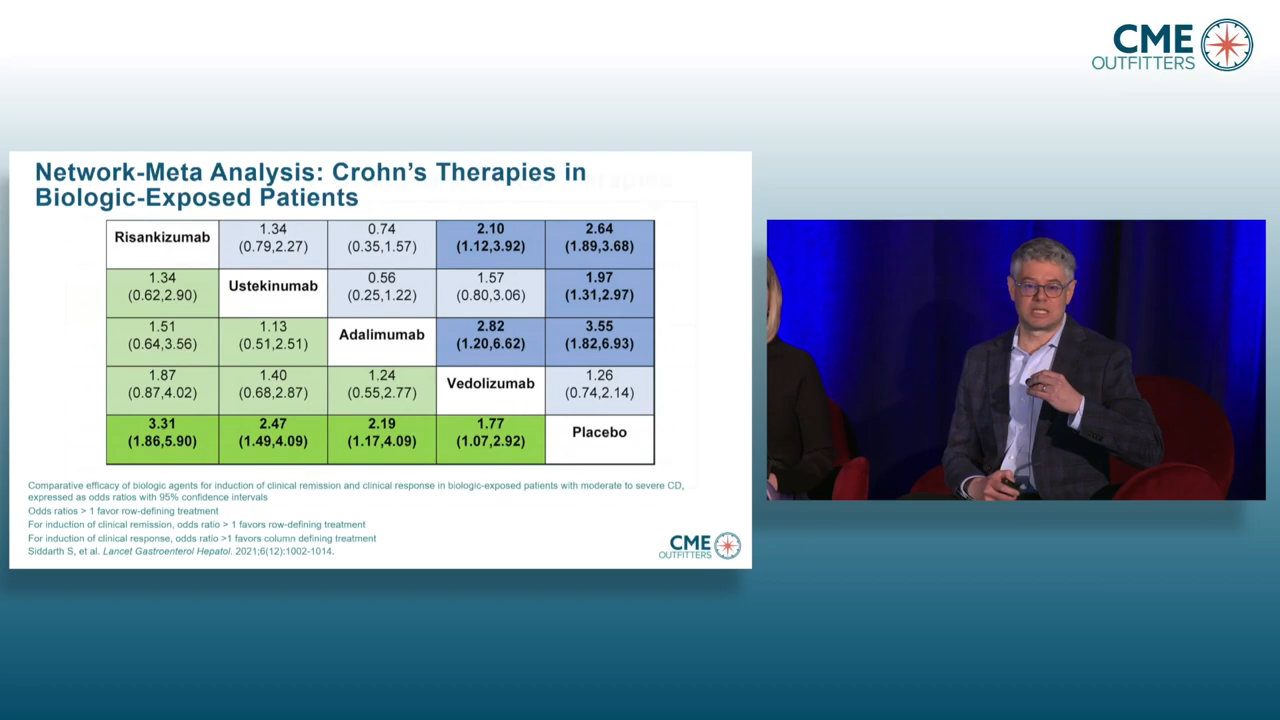 CME
OUTFITTERS
Network-Meta Analysis: Crohn's Therapies in
Biologic-Exposed Patients
Risankizumab 1.34 0.74 2.10 2.64
(0.79,2.27) (0.35,1.57) (1.12,3.92) (1.89,3.68)
1.34 Ustekinumab 0.56 1.57 1.97
(0.62,2.90) (0.25,1.22) (0.80,3.06) (1.31,2.97)
1.51 1.13 Adalimumab 2.82 3.55
(0.64,3.56) (0.51,2.51) (1.20,6.62) (1.82,6.93)
1.87 1.40 1.24 Vedolizumab 1.26
(0.87,4.02) (0.68,2.87) (0.55,2.77) (0.74,2.14)
3.31 2.47 2.19 1.77 Placebo
(1.86,5.90) (1.49,4.09) (1.17,4.09) (1.07,2.92)
Comparative efficacy of biologic agents for induction of clinical remission and clinical response in biologic-exposed patients with moderate to severe CD,
expressed as odds ratios with 95% confidence intervals
Odds ratios > 1 favor row-defining treatment
For induction of clinical remission, odds ratio > 1 favors row-defining treatment
For induction of clinical response, odds ratio >1 favors column defining treatment
Siddarth S, et al. Lancet Gastroenterol Hepatol. 2021;6(12):1002-1014.
CME
OUTFITTERS